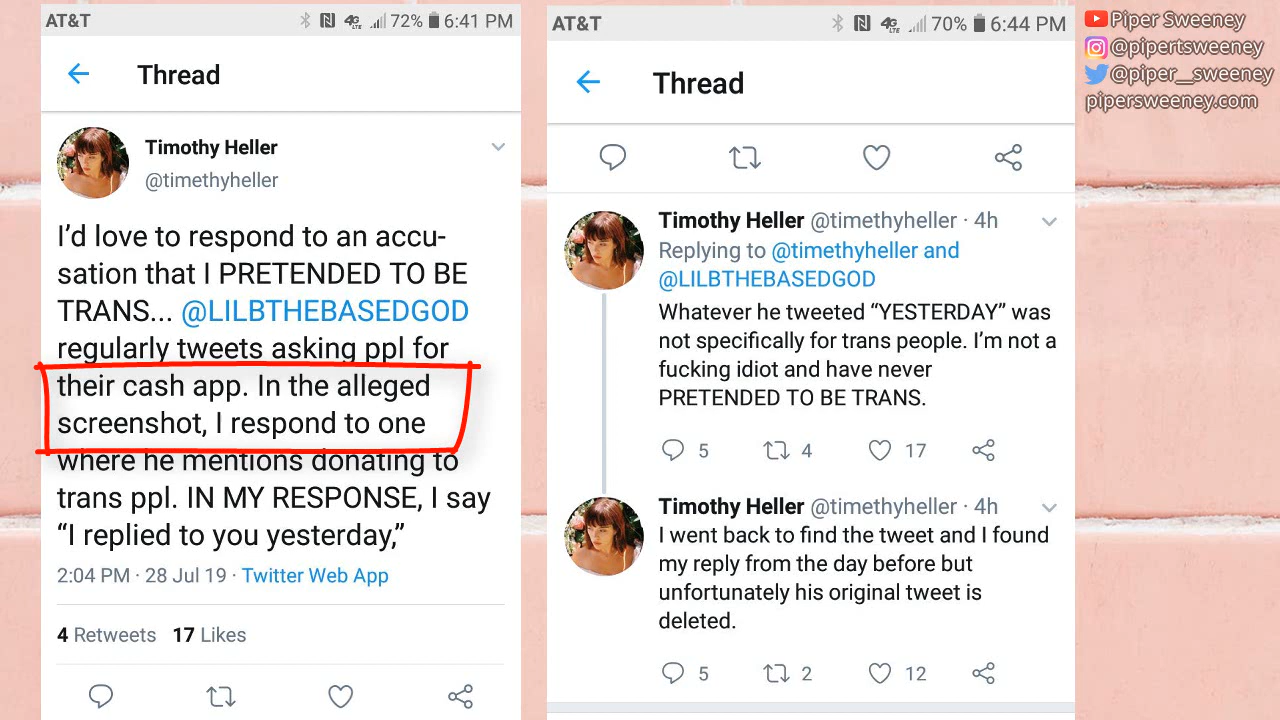 AT&T 72% 6:41 PM
Thread
Timothy Heller
@timethyheller
I’d love to respond to an accu-
sation that I PRETENDED TO BE
TRANS... @LILBTHEBASEDGOD
regularly tweets asking ppl for
their cash app. In the alleged
screenshot, I respond to one
where he mentions donating to
trans ppl. IN MY RESPONSE, I say
“I replied to you yesterday,”
2:04 PM · 28 Jul 19 · Twitter Web App
4 Retweets 17 Likes
AT&T 4G LTE 70% 6:44 PM
Thread
Timothy Heller @timethyheller · 4h
Replying to @timethyheller and
@LILBTHEBASEDGOD
Whatever he tweeted “YESTERDAY” was
not specifically for trans people. I’m not a
fucking idiot and have never
PRETENDED TO BE TRANS.
5 4 17
Timothy Heller @timethyheller · 4h
I went back to find the tweet and I found
my reply from the day before but
unfortunately his original tweet is
deleted.
5 2 12
Piper Sweeney
@pipertsweeney
@piper__sweeney
pipersweeney.com